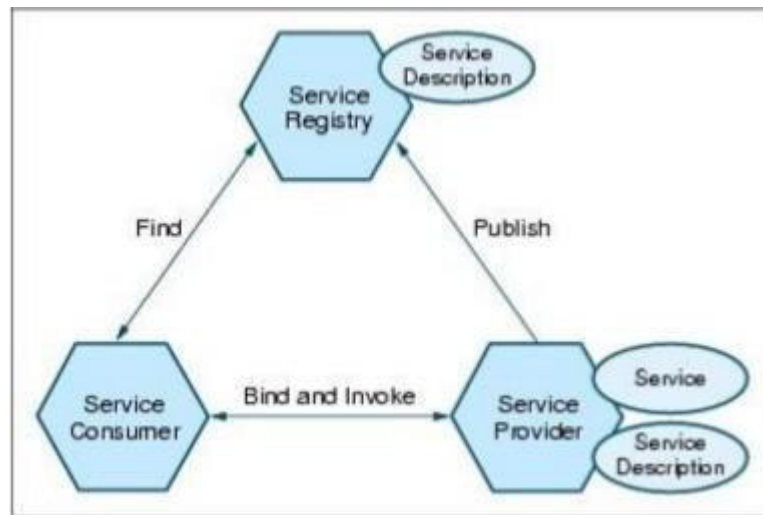 Service
Description
Service
Registry
Find
Publish
Bind and Invoke
Service
Consumer
Service
Provider
Service
Service
Description